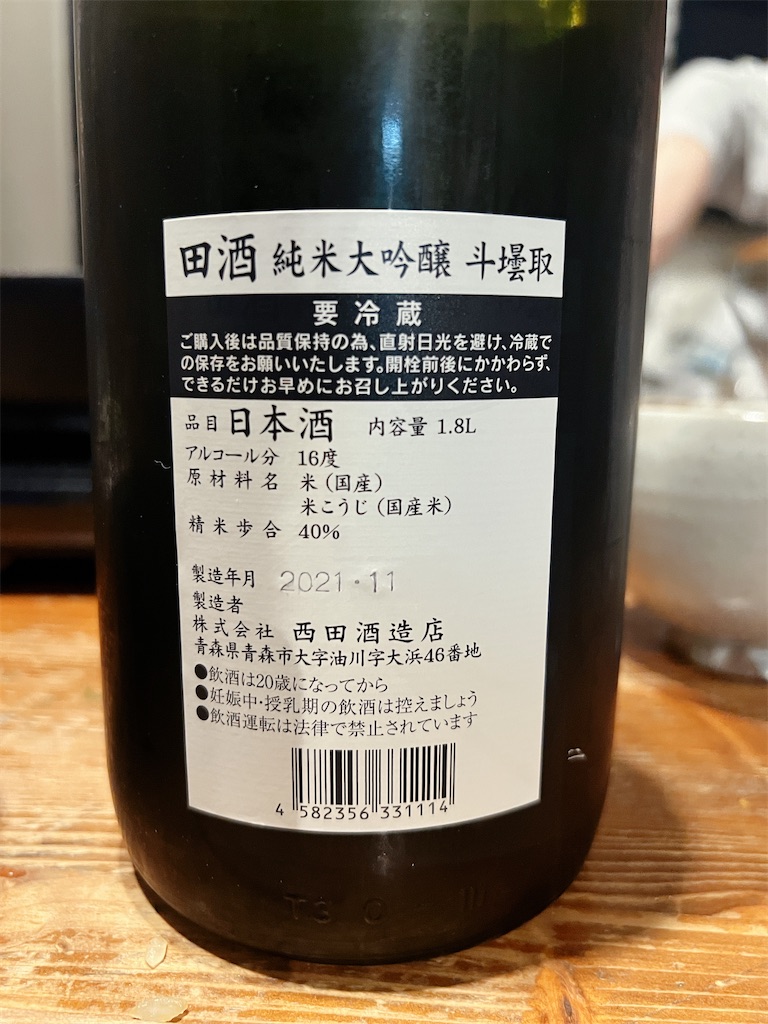 田酒 純米大吟醸 斗壜取
要冷蔵
ご購入後は品質保持の為、直射日光を避け、冷蔵で
の保存をお願いいたします。開栓前後にかかわらず、
できるだけお早めにお召し上がりください。
品目 日本酒 内容量 1.8L
アルコール分 16度
原材料名 米(国産)
米こうじ(国産米)
精米歩合 40%
製造年月 2021・11
製造者
株式会社 西田酒造店
青森県青森市大字油川字大浜46番地
●飲酒は20歳になってから
●妊娠中・授乳期の飲酒は控えましょう
●飲酒運転は法律で禁止されています
4 582356 331114